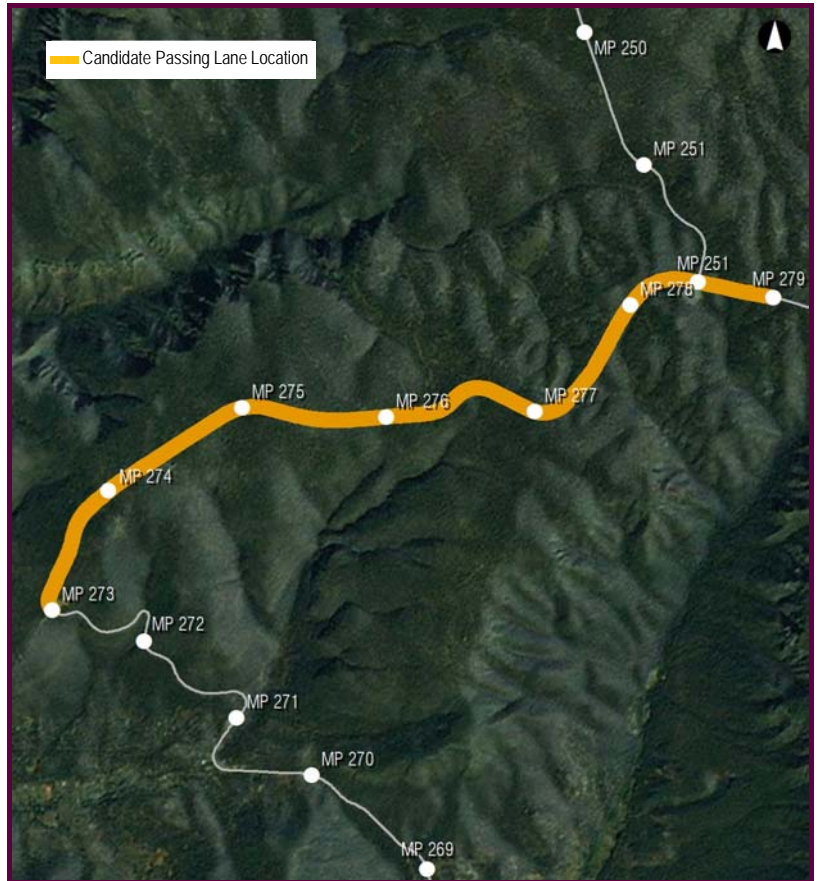 Candidate Passing Lane Location
MP 250
MP 251
MP 251
MP 279
MP 278
MP 275
MP 276
MP 277
MP 274
MP 273
MP 272
MP 271
MP 270
MP 269